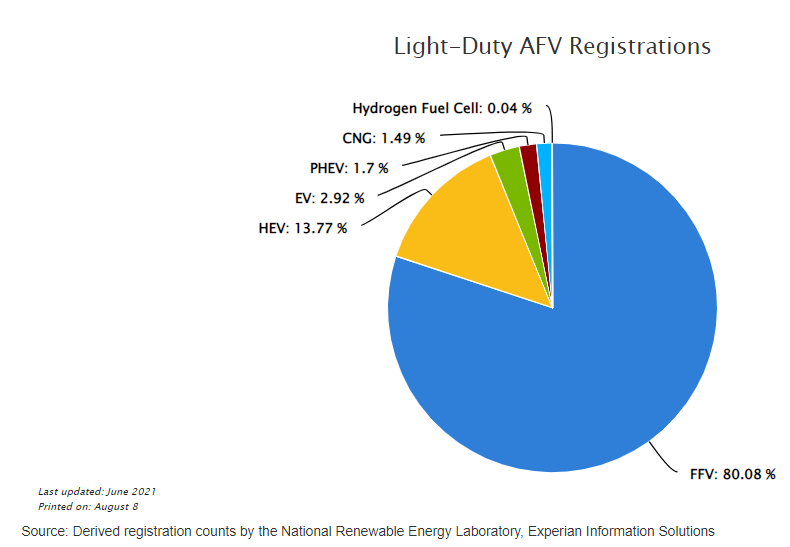 Light-Duty AFV Registrations
Hydrogen Fuel Cell: 0.04 %
CNG: 1.49 %
PHEV: 1.7 %
EV: 2.92 %
HEV: 13.77 %
FFV: 80.08 %
Last updated: June 2021
Printed on: August 8
Source: Derived registration counts by the National Renewable Energy Laboratory, Experian Information Solutions